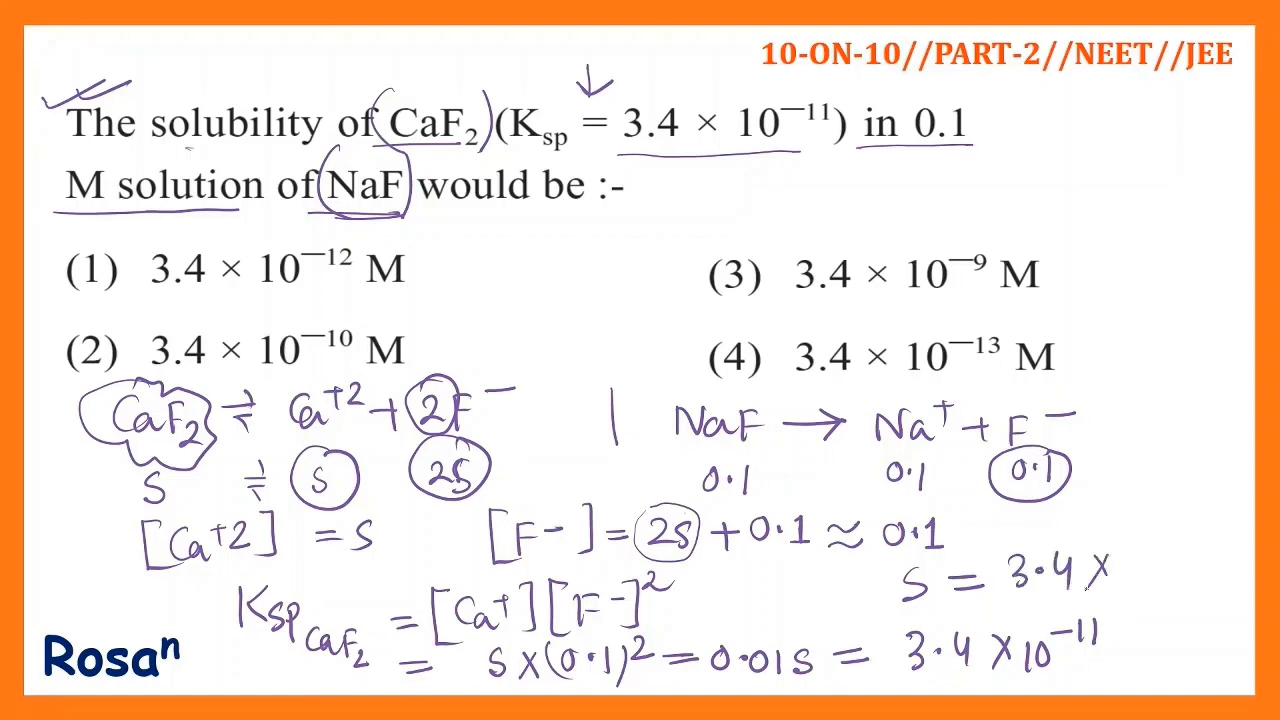 10-ON-10//PART-2//NEET//JEE
The solubility of CaF₂ (Kₛₚ = 3.4 × 10⁻¹¹) in 0.1
M solution of NaF would be :-
(1) 3.4 × 10⁻¹² M
(3) 3.4 × 10⁻⁹ M
(2) 3.4 × 10⁻¹⁰ M
(4) 3.4 × 10⁻¹³ M
CaF₂ ⇌ Ca⁺² + 2F⁻ | NaF → Na⁺ + F⁻
S ⇌ S 2S 0.1 0.1 0.1
[Ca+2] = S [F-] = 2S + 0.1 ≈ 0.1
S = 3.4 ×
Ksp CaF₂ = [Ca⁺][F-]²
= S × (0.1)² = 0.01S = 3.4 × 10⁻¹¹
Rosaⁿ